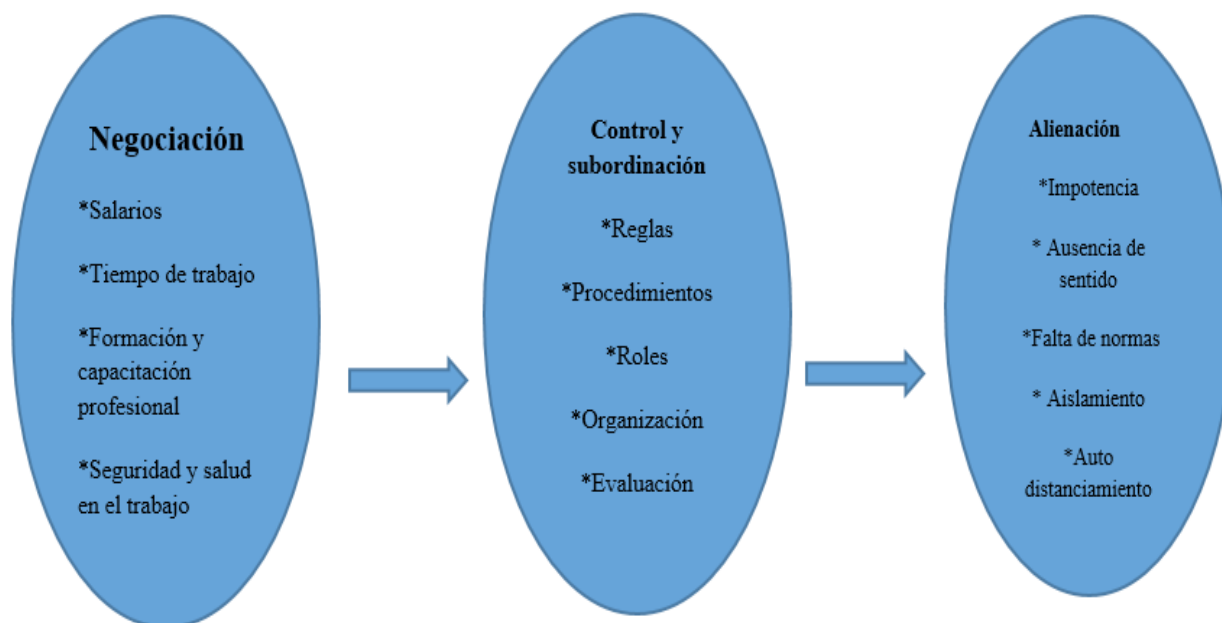 Negociación
*Salarios
*Tiempo de trabajo
*Formación y
capacitación
profesional
*Seguridad y salud
en el trabajo
Control y
subordinación
*Reglas
*Procedimientos
*Roles
*Organización
*Evaluación
Alienación
*Impotencia
* Ausencia de
sentido
*Falta de normas
* Aislamiento
*Auto
distanciamiento